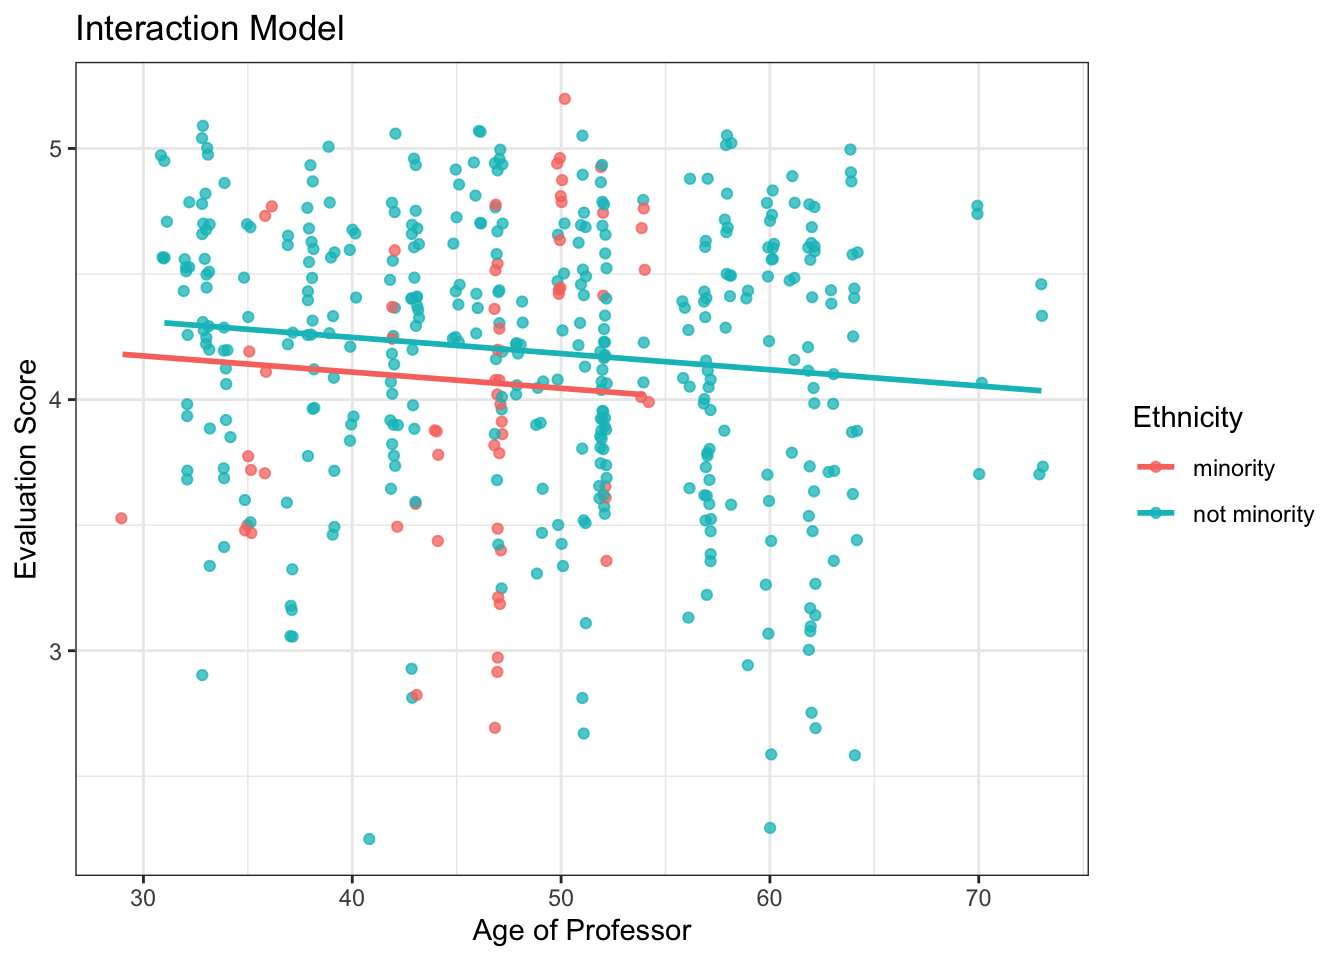 Interaction Model
5
4
3
Evaluation Score
30 40 50 60 70
Age of Professor
Ethnicity
minority
not minority